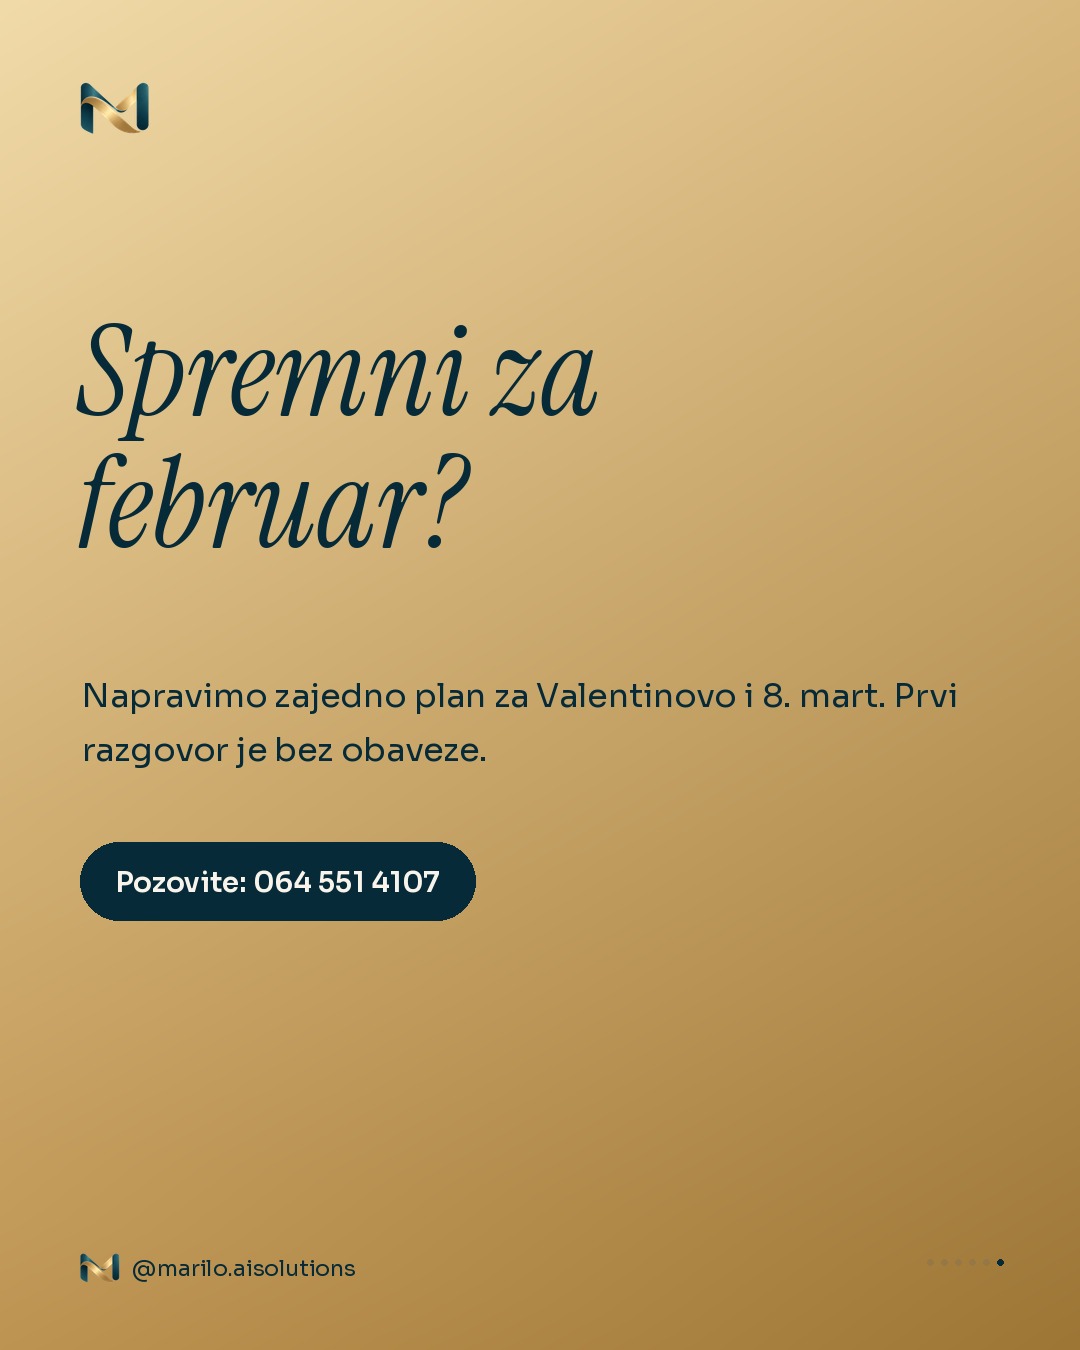 Spremni za
februar?
Napravimo zajedno plan za Valentinovo i 8. mart. Prvi
razgovor je bez obaveze.
Pozovite: 064 551 4107
@marilo.aisolutions